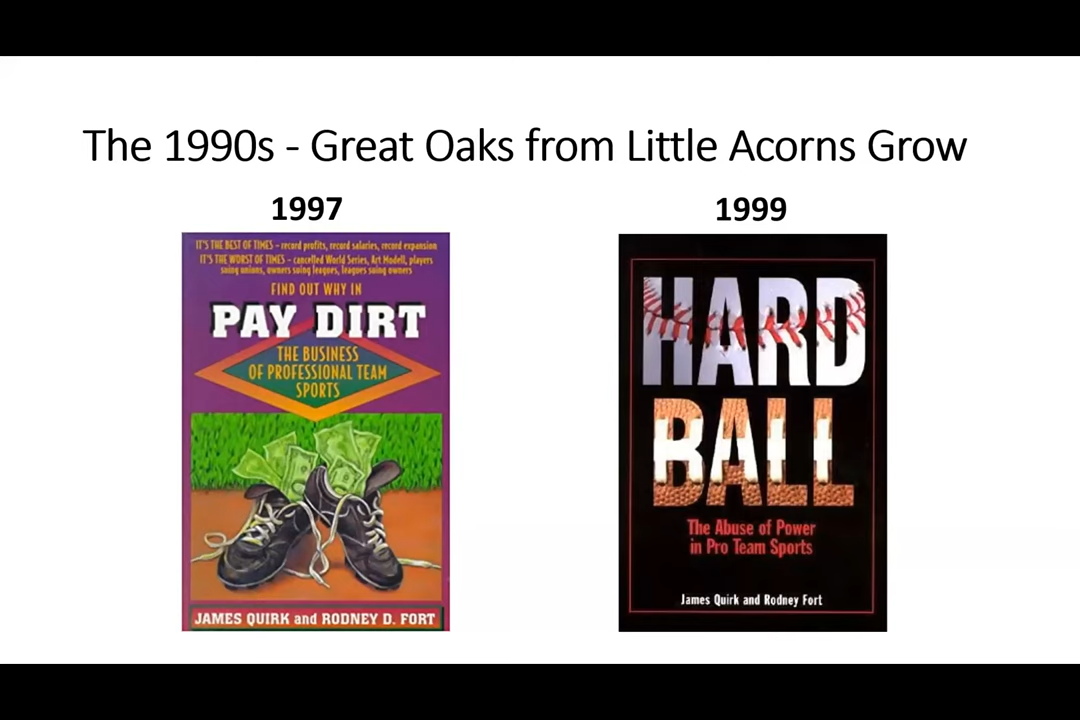 The 1990s - Great Oaks from Little Acorns Grow
1997
IT'S THE BEST OF TIMES – record profits, record salaries, record expansion
IT'S THE WORST OF TIMES – cancelled World Series, Art Modell, players
suing unions, owners suing leagues, leagues suing owners
FIND OUT WHY IN
PAY DIRT
THE BUSINESS
OF PROFESSIONAL TEAM
SPORTS
JAMES QUIRK and RODNEY D. FORT
1999
HARD
BALL
The Abuse of Power
in Pro Team Sports
James Quirk and Rodney Fort